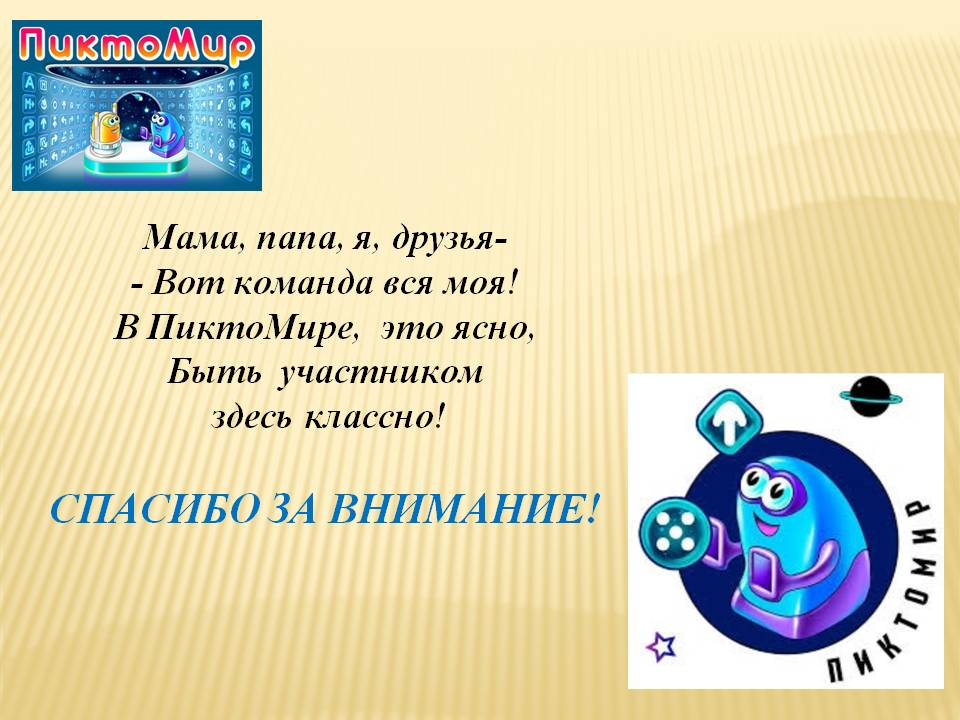 ПиктоМир
Мама, папа, я, друзья-
- Вот команда вся моя!
В ПиктоМире, это ясно,
Быть участником
здесь классно!
СПАСИБО ЗА ВНИМАНИЕ!
ПИКТОМИР